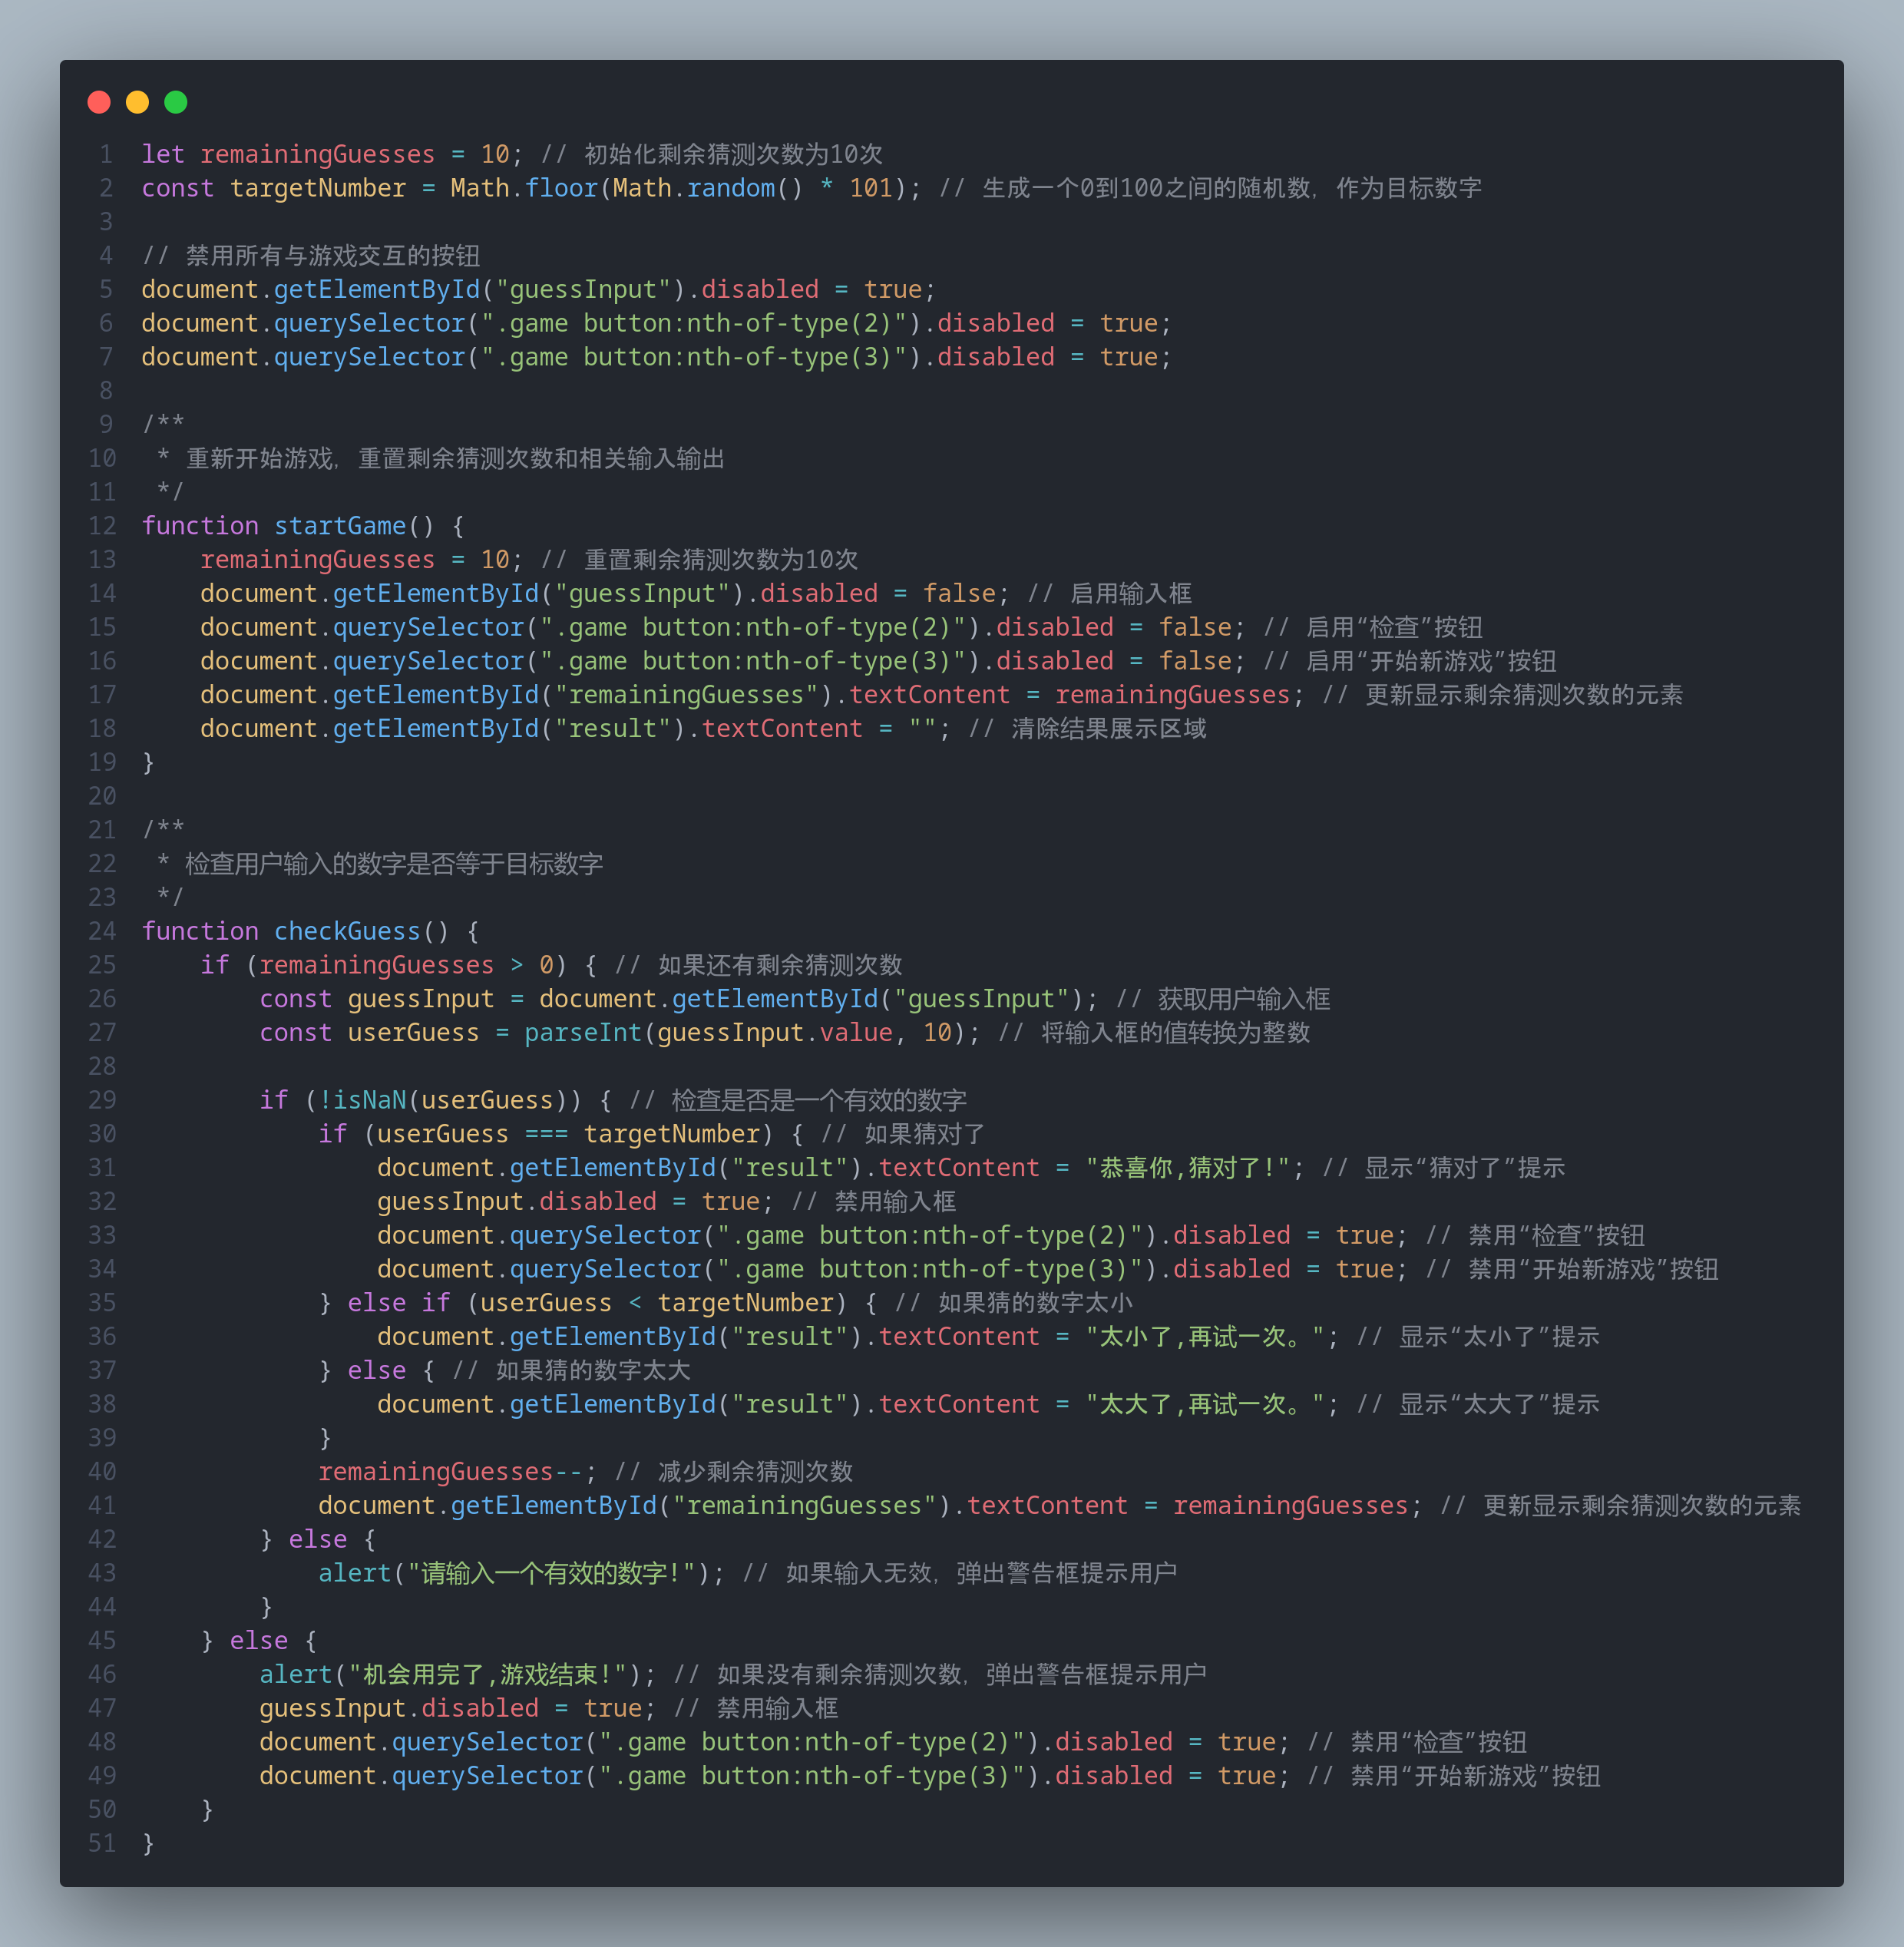 1 let remainingGuesses = 10; // 初始化剩余猜测次数为10次
2 const targetNumber = Math.floor(Math.random() * 101); // 生成一个0到100之间的随机数，作为目标数字
3
4 // 禁用所有与游戏交互的按钮
5 document.getElementById("guessInput").disabled = true;
6 document.querySelector(".game button:nth-of-type(2)").disabled = true;
7 document.querySelector(".game button:nth-of-type(3)").disabled = true;
8
9 /**
10  * 重新开始游戏，重置剩余猜测次数和相关输入输出
11  */
12 function startGame() {
13     remainingGuesses = 10; // 重置剩余猜测次数为10次
14     document.getElementById("guessInput").disabled = false; // 启用输入框
15     document.querySelector(".game button:nth-of-type(2)").disabled = false; // 启用“检查”按钮
16     document.querySelector(".game button:nth-of-type(3)").disabled = false; // 启用“开始新游戏”按钮
17     document.getElementById("remainingGuesses").textContent = remainingGuesses; // 更新显示剩余猜测次数的元素
18     document.getElementById("result").textContent = ""; // 清除结果展示区域
19 }
20
21 /**
22  * 检查用户输入的数字是否等于目标数字
23  */
24 function checkGuess() {
25     if (remainingGuesses > 0) { // 如果还有剩余猜测次数
26         const guessInput = document.getElementById("guessInput"); // 获取用户输入框
27         const userGuess = parseInt(guessInput.value, 10); // 将输入框的值转换为整数
28
29         if (!isNaN(userGuess)) { // 检查是否是一个有效的数字
30             if (userGuess === targetNumber) { // 如果猜对了
31                 document.getElementById("result").textContent = "恭喜你,猜对了!"; // 显示“猜对了”提示
32                 guessInput.disabled = true; // 禁用输入框
33                 document.querySelector(".game button:nth-of-type(2)").disabled = true; // 禁用“检查”按钮
34                 document.querySelector(".game button:nth-of-type(3)").disabled = true; // 禁用“开始新游戏”按钮
35             } else if (userGuess < targetNumber) { // 如果猜的数字太小
36                 document.getElementById("result").textContent = "太小了,再试一次。"; // 显示“太小了”提示
37             } else { // 如果猜的数字太大
38                 document.getElementById("result").textContent = "太大了,再试一次。"; // 显示“太大了”提示
39             }
40             remainingGuesses--; // 减少剩余猜测次数
41             document.getElementById("remainingGuesses").textContent = remainingGuesses; // 更新显示剩余猜测次数的元素
42         } else {
43             alert("请输入一个有效的数字!"); // 如果输入无效，弹出警告框提示用户
44         }
45     } else {
46         alert("机会用完了,游戏结束!"); // 如果没有剩余猜测次数，弹出警告框提示用户
47         guessInput.disabled = true; // 禁用输入框
48         document.querySelector(".game button:nth-of-type(2)").disabled = true; // 禁用“检查”按钮
49         document.querySelector(".game button:nth-of-type(3)").disabled = true; // 禁用“开始新游戏”按钮
50     }
51 }